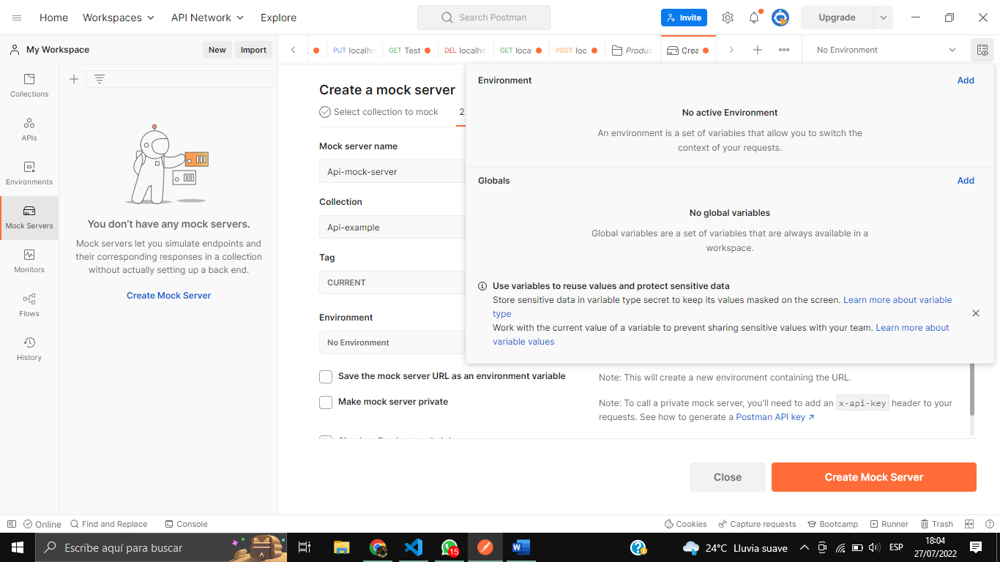 Home Workspaces API Network Explore Search Postman Invite Upgrade
My Workspace New Import PUT localho GET Test DEL localho GET loca POST loc Produc Crea No Environment
Collections
APIs
Environments
Mock Servers
Monitors
Flows
History
You don't have any mock servers.
Mock servers let you simulate endpoints and
their corresponding responses in a collection
without actually setting up a back end.
Create Mock Server
Create a mock server
Select collection to mock 2.
Mock server name
Api-mock-server
Collection
Api-example
Tag
CURRENT
Environment
No Environment
Save the mock server URL as an environment variable
Note: This will create a new environment containing the URL.
Make mock server private
Note: To call a private mock server, you'll need to add an x-api-key header to your
requests. See how to generate a Postman API key ↗
Close Create Mock Server
Environment Add
No active Environment
An environment is a set of variables that allow you to switch the
context of your requests.
Globals Add
No global variables
Global variables are a set of variables that are always available in a
workspace.
Use variables to reuse values and protect sensitive data
Store sensitive data in variable type secret to keep its values masked on the screen. Learn more about variable
type
Work with the current value of a variable to prevent sharing sensitive values with your team. Learn more about
variable values
Online Find and Replace Console Cookies Capture requests Bootcamp Runner Trash
Escribe aquí para buscar 15 24°C Lluvia suave ESP 18:04
27/07/2022